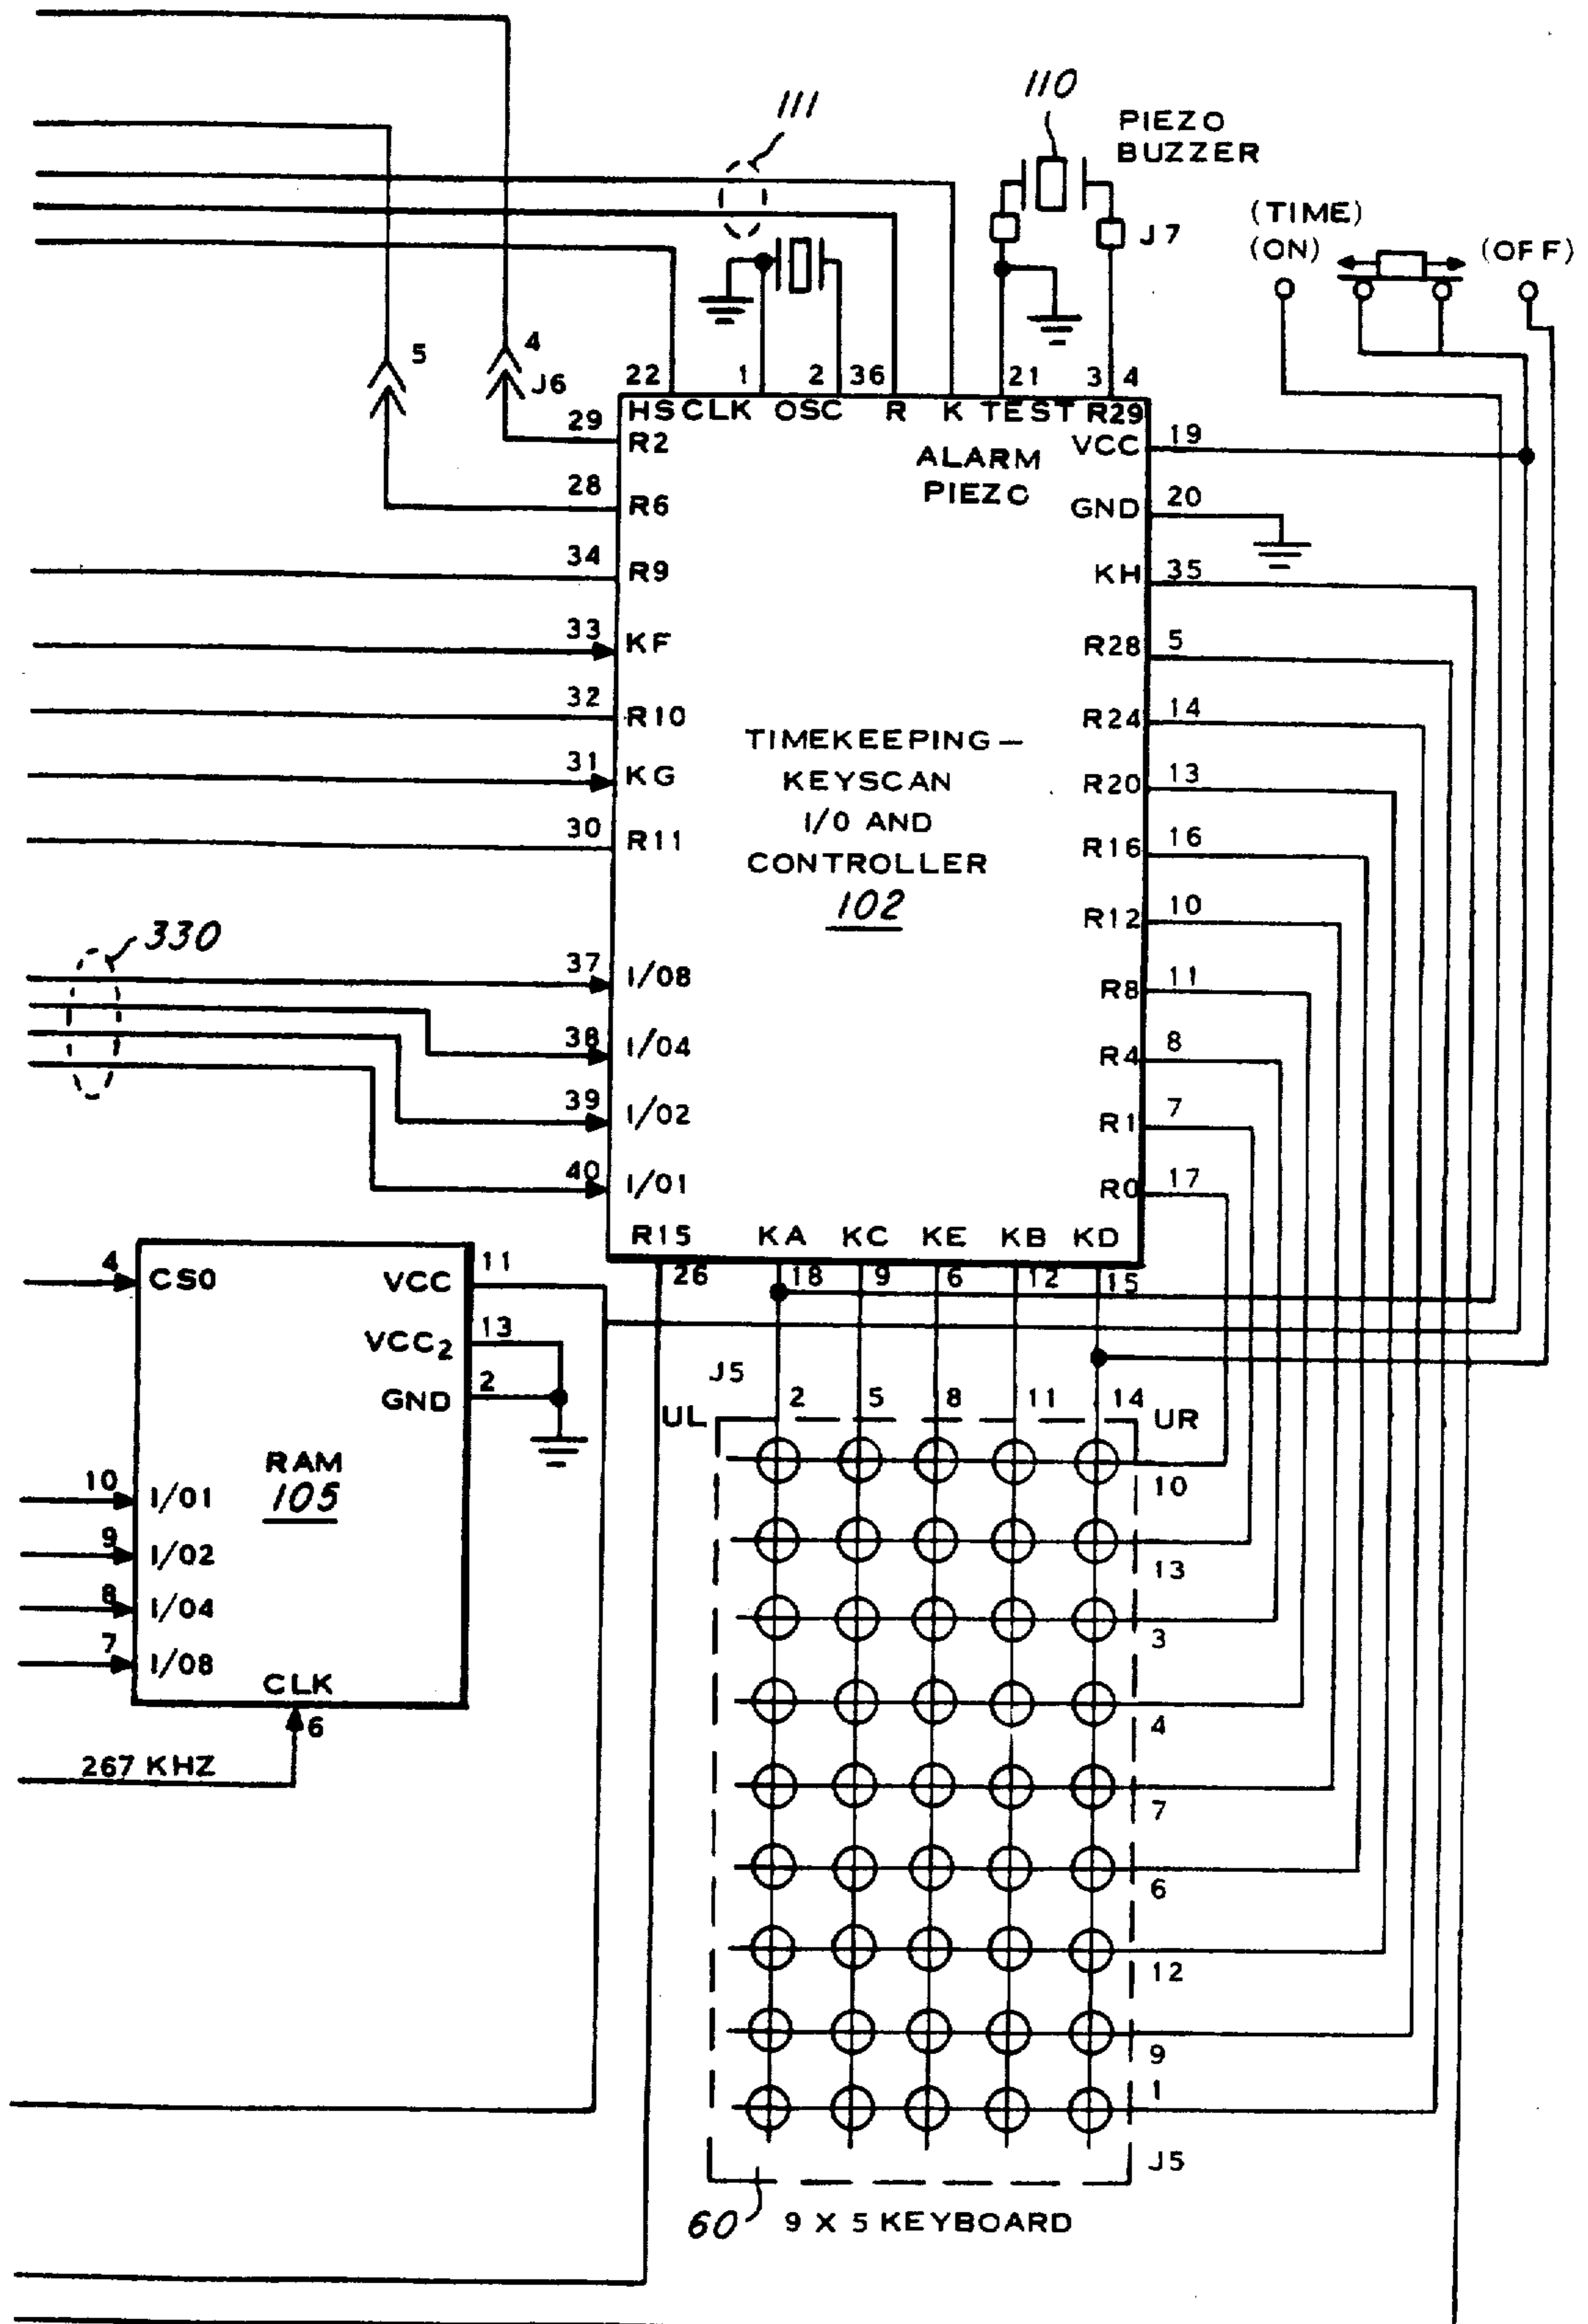 110
111
PIEZO
BUZZER
(TIME)
(ON)
(OFF)
J7
5
4
J6
22
1
2
36
21
3
4
HS
CLK
OSC
R
K
TEST
R29
29
R2
ALARM
PIEZO
VCC
19
28
R6
GND
20
34
R9
KH
35
33
KF
R28
5
32
R10
R24
14
TIMEKEEPING—
KEYSCAN
I/O AND
CONTROLLER
102
31
KG
R20
13
30
R11
R16
16
R12
10
330
37
I/08
R8
11
38
I/04
R4
8
39
I/02
R1
7
40
I/01
R0
17
R15
KA
KC
KE
KB
KD
26
18
9
6
12
15
4
CS0
VCC
11
VCC2
13
GND
2
RAM
105
10
I/01
9
I/02
8
I/04
7
I/08
CLK
6
267 KHZ
J5
UL
2
5
8
11
14
UR
10
13
3
4
7
6
12
9
1
J5
60
9 X 5 KEYBOARD